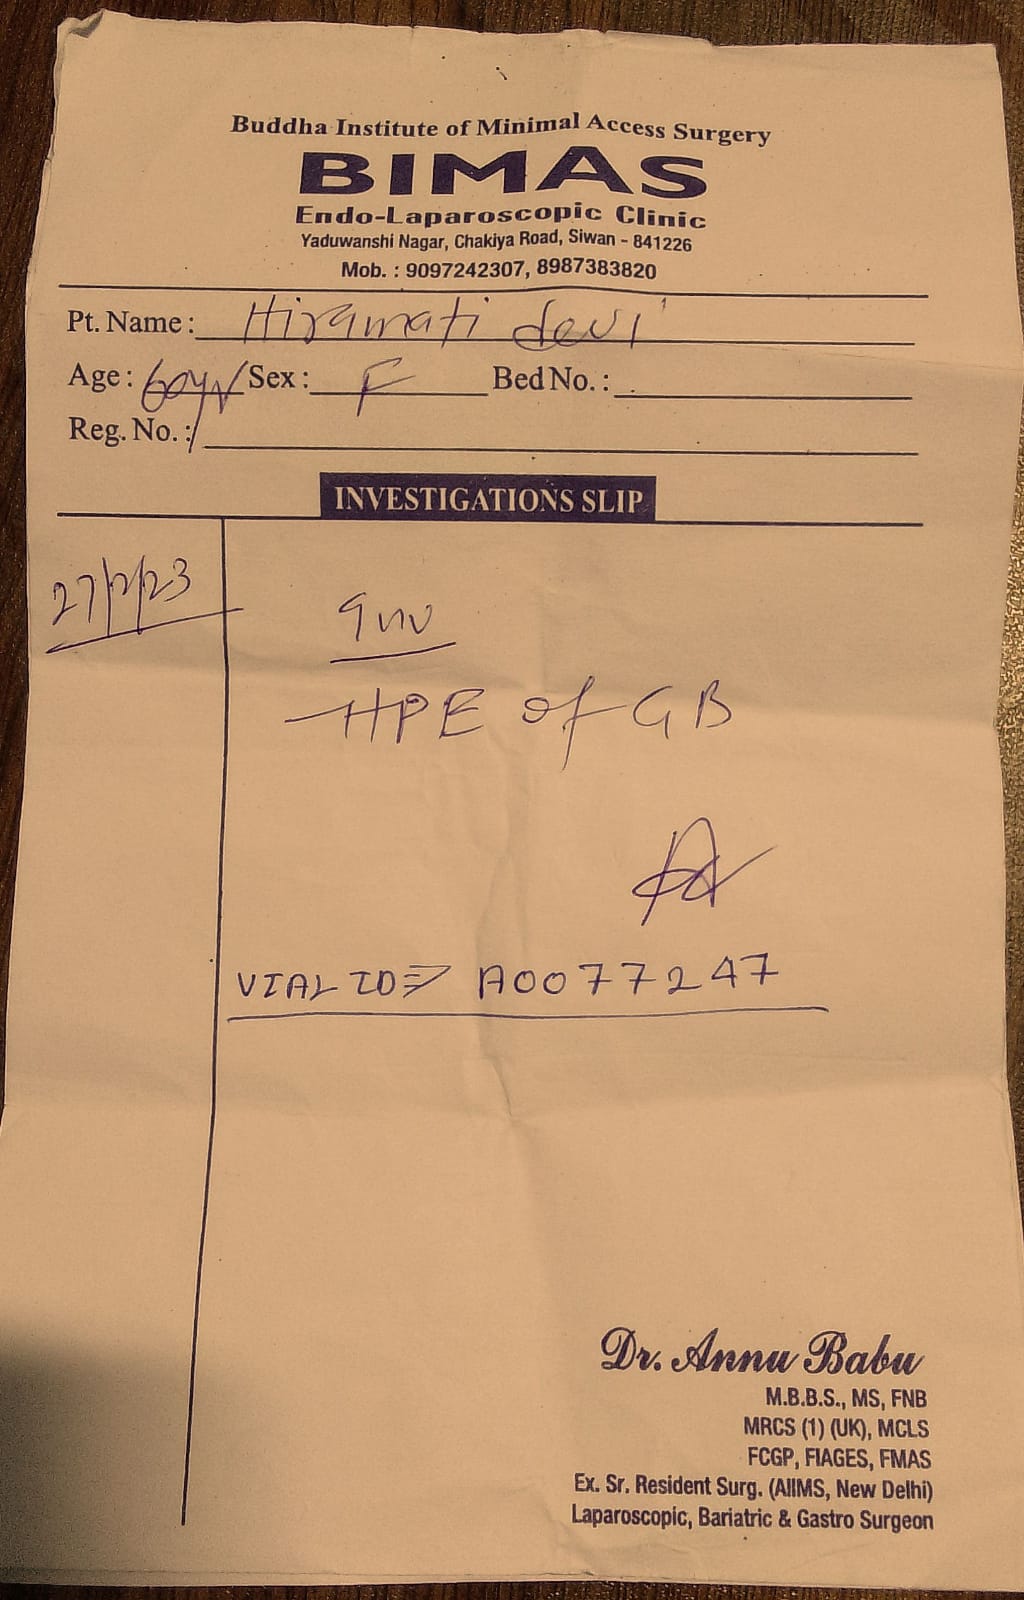 Buddha Institute of Minimal Access Surgery
BIMAS
Endo-Laparoscopic Clinic
Yaduwanshi Nagar, Chakiya Road, Siwan - 841226
Mob. : 9097242307, 8987383820
Pt. Name : Hiramati Devi
Age : 60yr Sex : F Bed No. :
Reg. No. :
INVESTIGATIONS SLIP
27/2/23
Inv
HPE of GB
VIAL ID => A0077247
Dr. Annu Babu
M.B.B.S., MS, FNB
MRCS (1) (UK), MCLS
FCGP, FIAGES, FMAS
Ex. Sr. Resident Surg. (AIIMS, New Delhi)
Laparoscopic, Bariatric & Gastro Surgeon